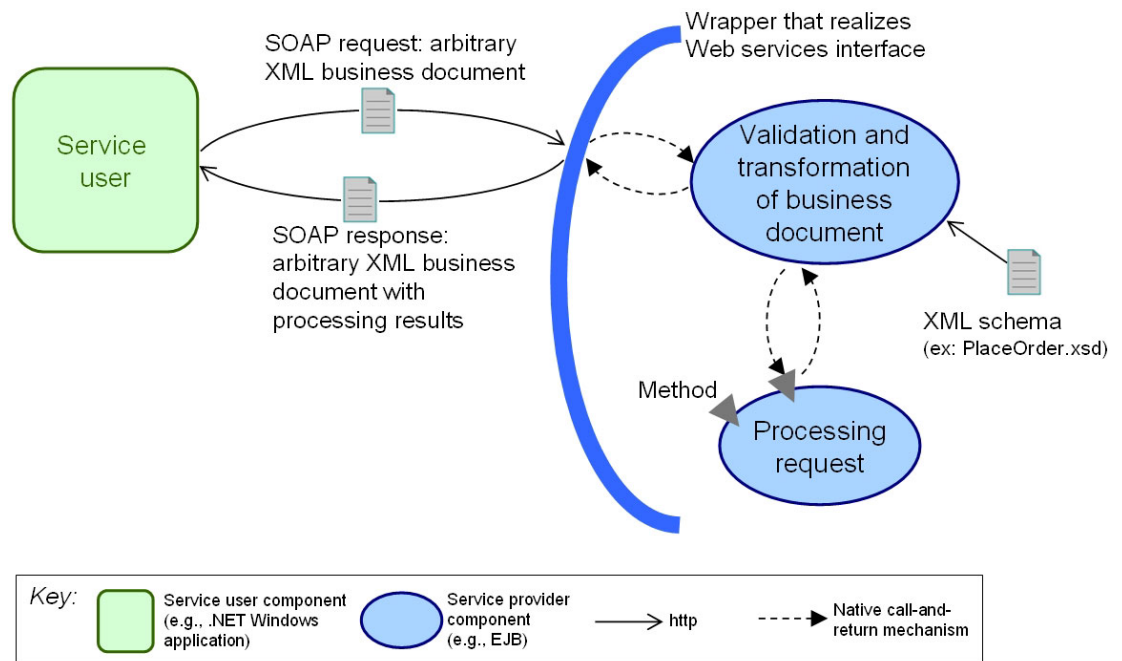 SOAP request: arbitrary
XML business document
Wrapper that realizes
Web services interface
Service
user
Validation and
transformation
of business
document
SOAP response:
arbitrary XML business
document with
processing results
XML schema
(ex: PlaceOrder.xsd)
Method
Processing
request
Key:
Service user component
(e.g., .NET Windows
application)
Service provider
component
(e.g., EJB)
http
Native call-and-
return mechanism